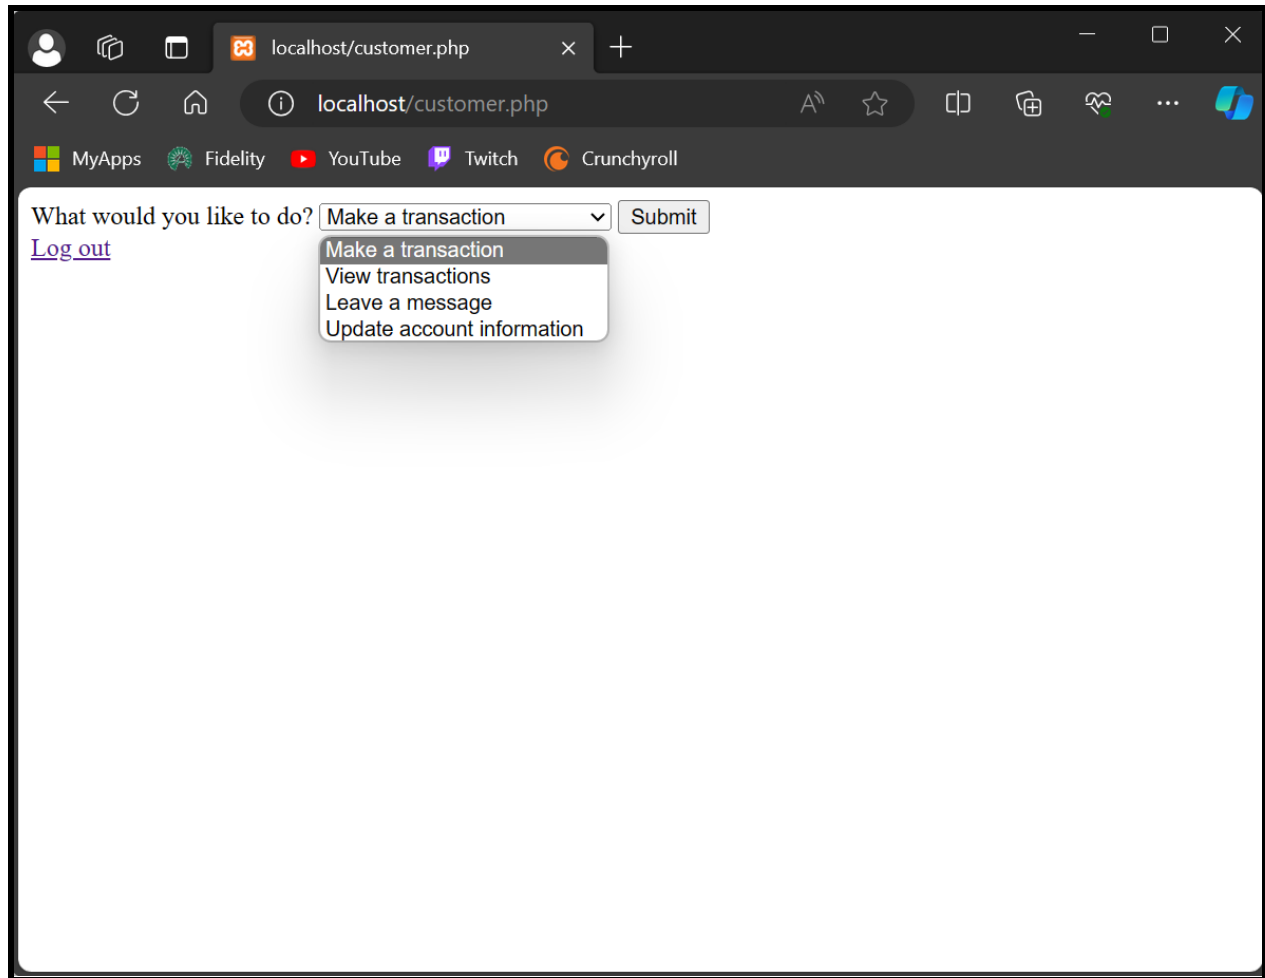 localhost/customer.php
localhost/customer.php
MyApps Fidelity YouTube Twitch Crunchyroll
What would you like to do? Make a transaction Submit
Log out
Make a transaction
View transactions
Leave a message
Update account information